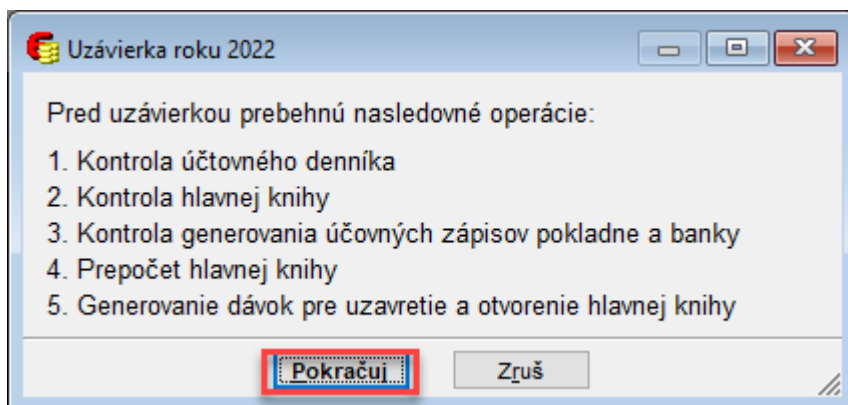 Uzávierka roku 2022
Pred uzávierkou prebehnú nasledovné operácie:
1. Kontrola účtovného denníka
2. Kontrola hlavnej knihy
3. Kontrola generovania účovných zápisov pokladne a banky
4. Prepočet hlavnej knihy
5. Generovanie dávok pre uzavretie a otvorenie hlavnej knihy
Pokračuj Zruš